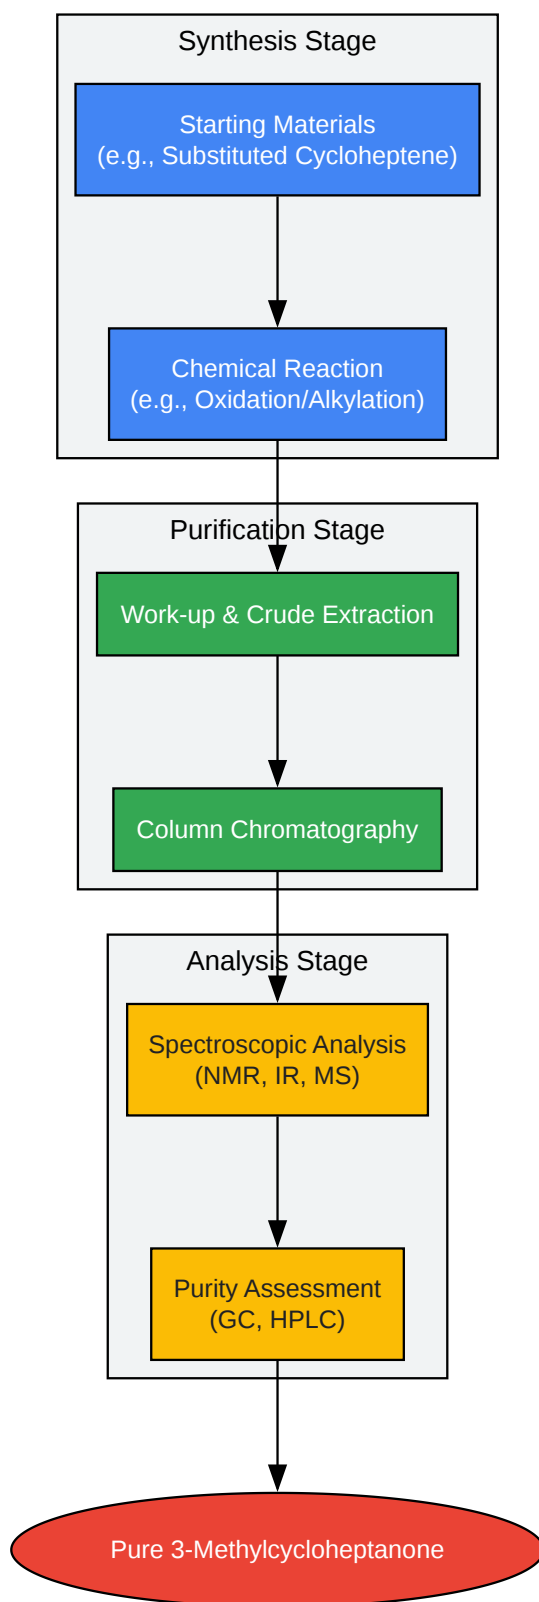 Synthesis Stage
Starting Materials
(e.g., Substituted Cycloheptene)
Chemical Reaction
(e.g., Oxidation/Alkylation)
Purification Stage
Work-up & Crude Extraction
Column Chromatography
Analysis Stage
Spectroscopic Analysis
(NMR, IR, MS)
Purity Assessment
(GC, HPLC)
Pure 3-Methylcycloheptanone